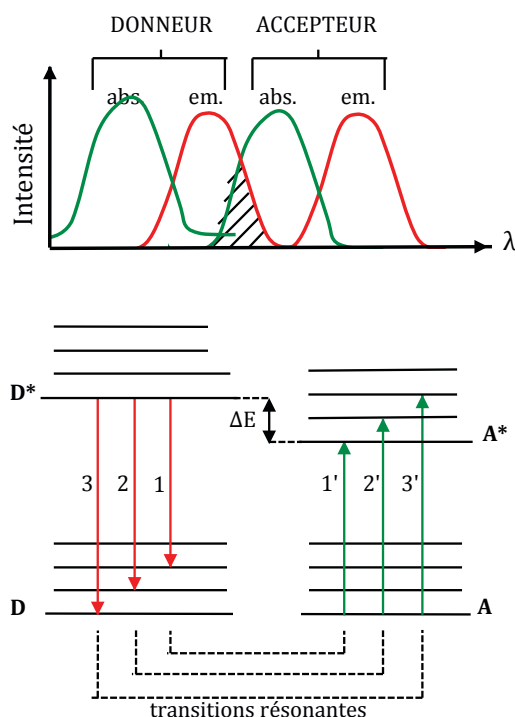 DONNEUR ACCEPTEUR
abs. em. abs. em.
Intensité
λ
D*
ΔE
A*
3 2 1 1' 2' 3'
D A
transitions résonantes